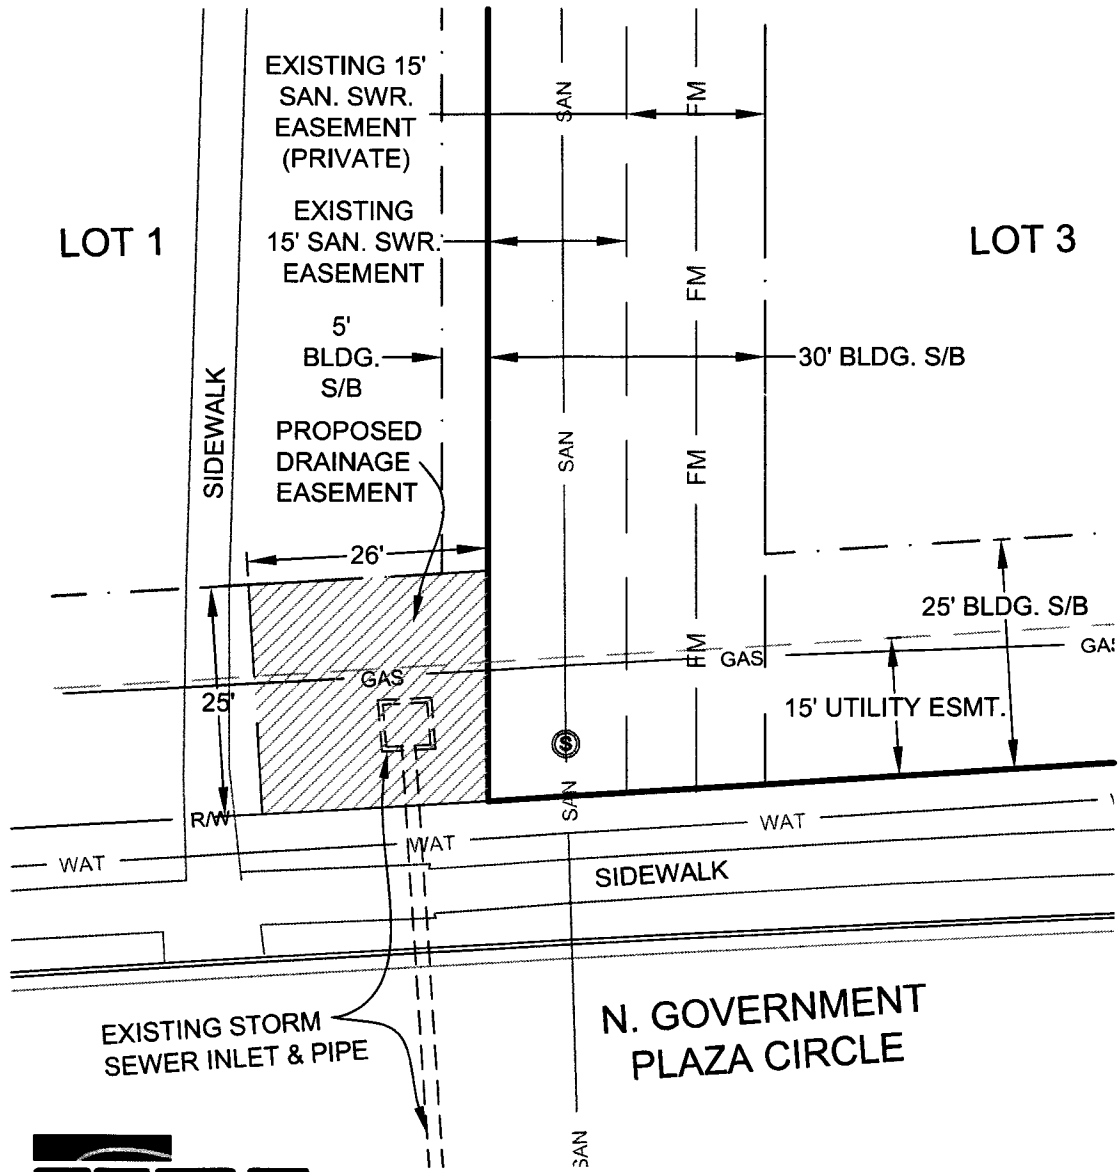 EXISTING 15'
SAN. SWR.
EASEMENT
(PRIVATE)
SAN
FM
LOT 1
EXISTING
15' SAN. SWR.
EASEMENT
LOT 3
FM
5'
BLDG.
S/B
30' BLDG. S/B
SIDEWALK
PROPOSED
DRAINAGE
EASEMENT
SAN
FM
26'
25' BLDG. S/B
FM
GAS
GAS
GAS
25'
15' UTILITY ESMT.
S
SAN
R/W
WAT
WAT
WAT
SIDEWALK
EXISTING STORM
SEWER INLET & PIPE
N. GOVERNMENT
PLAZA CIRCLE
SAN